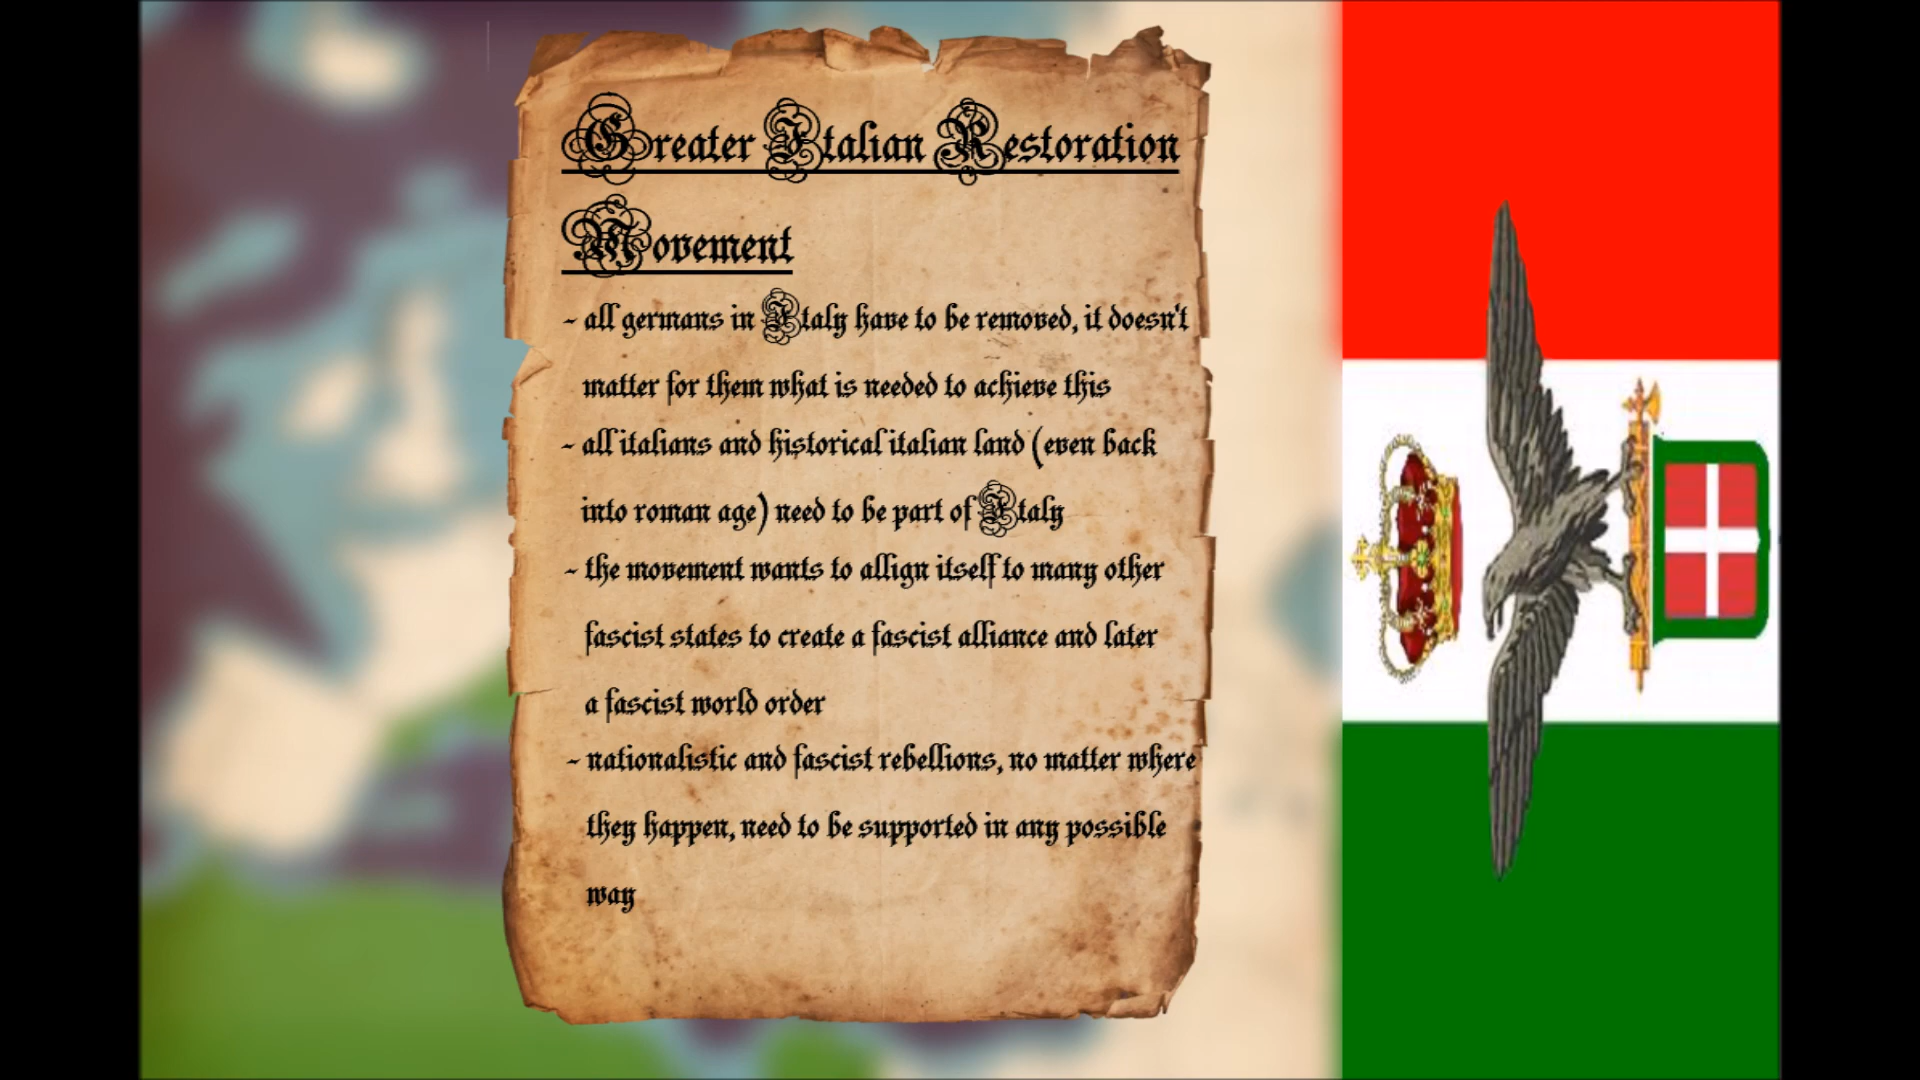 Greater Italian Restoration
Movement
- all germans in Italy have to be removed, it doesn't
matter for them what is needed to achieve this
- all italians and historical italian land (even back
into roman age) need to be part of Italy
- the movement wants to allign itself to many other
fascist states to create a fascist alliance and later
a fascist world order
- nationalistic and fascist rebellions, no matter where
they happen, need to be supported in any possible
way